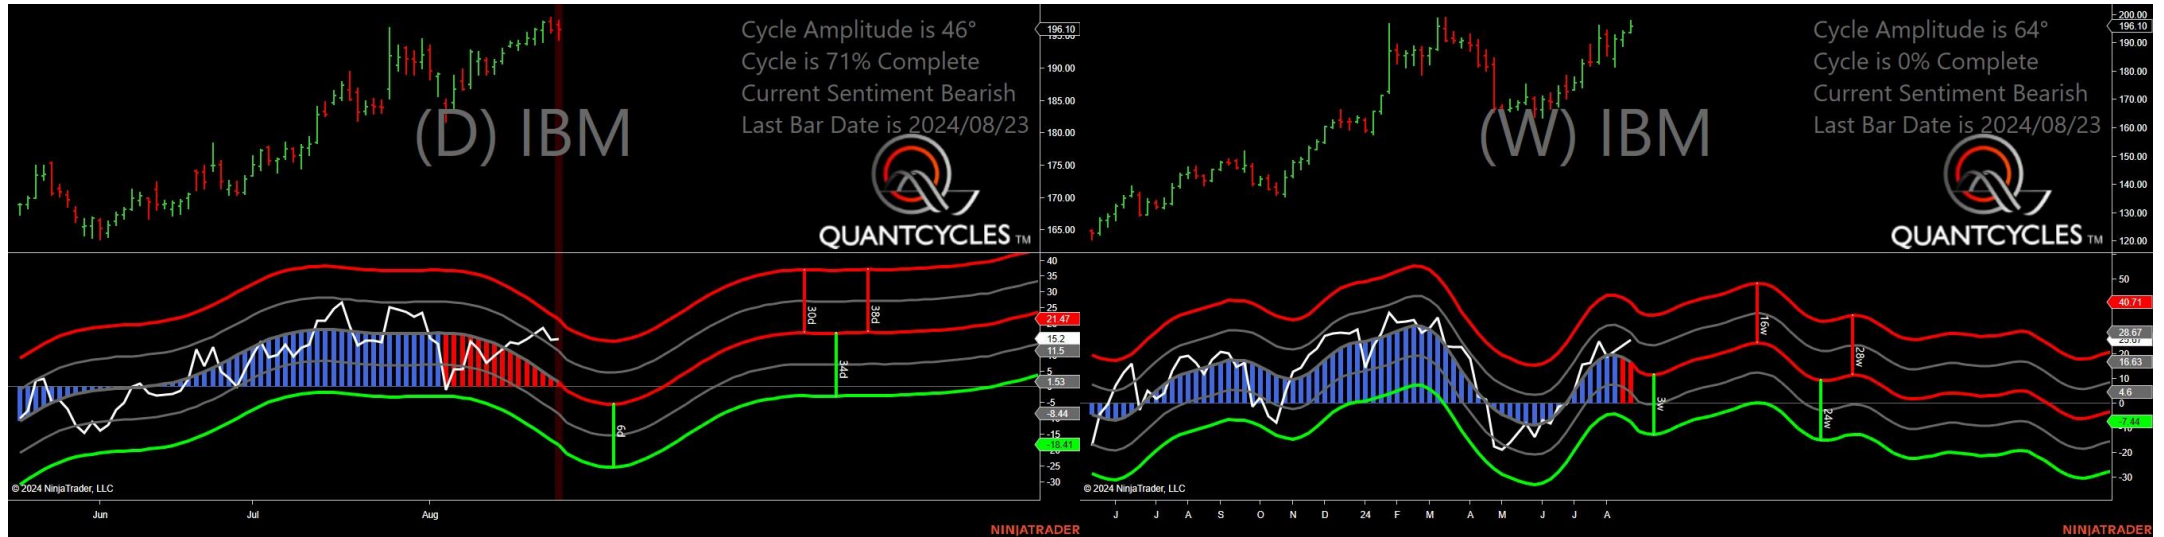 Cycle Amplitude is 46°
Cycle is 71% Complete
Current Sentiment Bearish
Last Bar Date is 2024/08/23
(D) IBM
QUANTCYCLES TM
196.10
190.00
185.00
180.00
175.00
170.00
165.00
40
35
30
25
21.47
15.2
11.5
5
1.53
-5
-8.44
-15
-18.41
-25
-30
30d
38d
34d
6d
© 2024 NinjaTrader, LLC
Jun
Jul
Aug
NINJATRADER
Cycle Amplitude is 64°
Cycle is 0% Complete
Current Sentiment Bearish
Last Bar Date is 2024/08/23
(W) IBM
QUANTCYCLES TM
200.00
196.10
190.00
180.00
170.00
160.00
150.00
140.00
130.00
120.00
50
40.71
28.67
20
16.63
10
4.6
0
-7.44
-10
-20
-30
16w
28w
3w
24w
© 2024 NinjaTrader, LLC
J
J
A
S
O
N
D
24
F
M
A
M
J
J
A
NINJATRADER